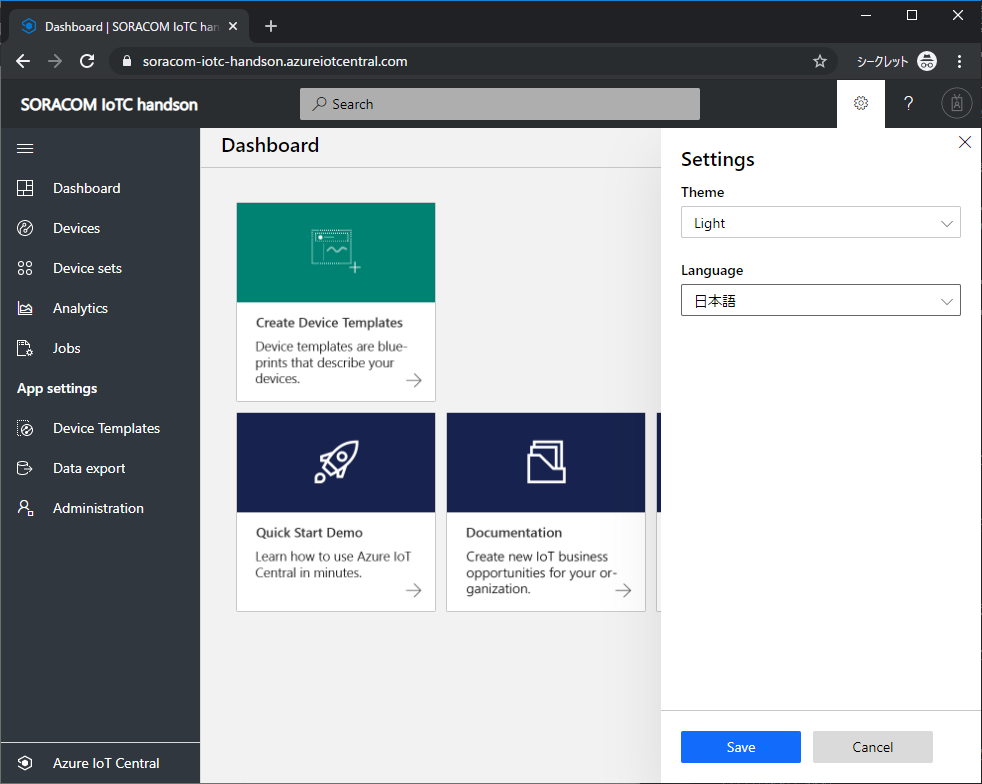 Dashboard | SORACOM IoTC han
soracom-iotc-handson.azureiotcentral.com
シークレット
SORACOM IoTC handson
Search
?
Dashboard
Devices
Device sets
Analytics
Jobs
App settings
Device Templates
Data export
Administration
Azure IoT Central
Dashboard
Create Device Templates
Device templates are blue-
prints that describe your
devices.
Quick Start Demo
Learn how to use Azure IoT
Central in minutes.
Documentation
Create new IoT business
opportunities for your or-
ganization.
Settings
Theme
Light
Language
日本語
Save
Cancel